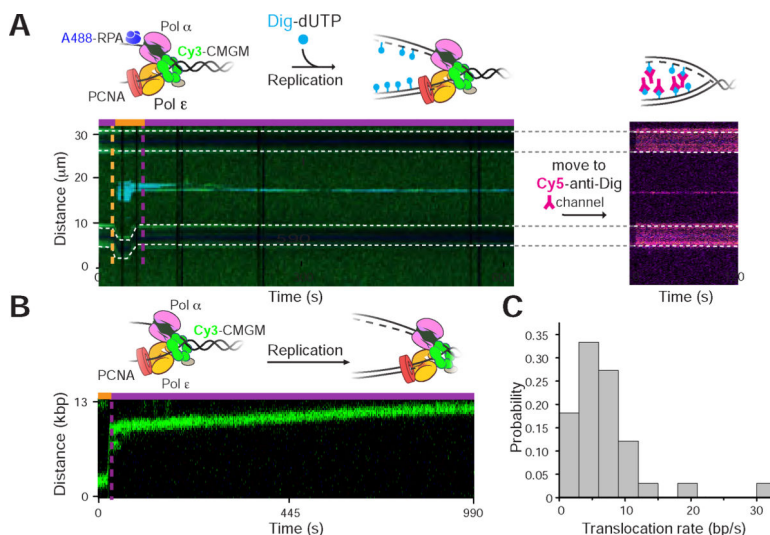 A
A488-RPA
Pol α
Cy3-CMGM
PCNA
Pol ε
Dig-dUTP
Replication
Distance (μm)
30
20
10
0
0
Time (s)
move to
Cy5-anti-Dig
channel
0
Time (s)
B
Pol α
Cy3-CMGM
PCNA
Pol ε
Replication
Distance (kbp)
13
0
0
445
990
Time (s)
C
Probability
0.35
0.30
0.25
0.15
0.05
0
0
10
20
30
Translocation rate (bp/s)